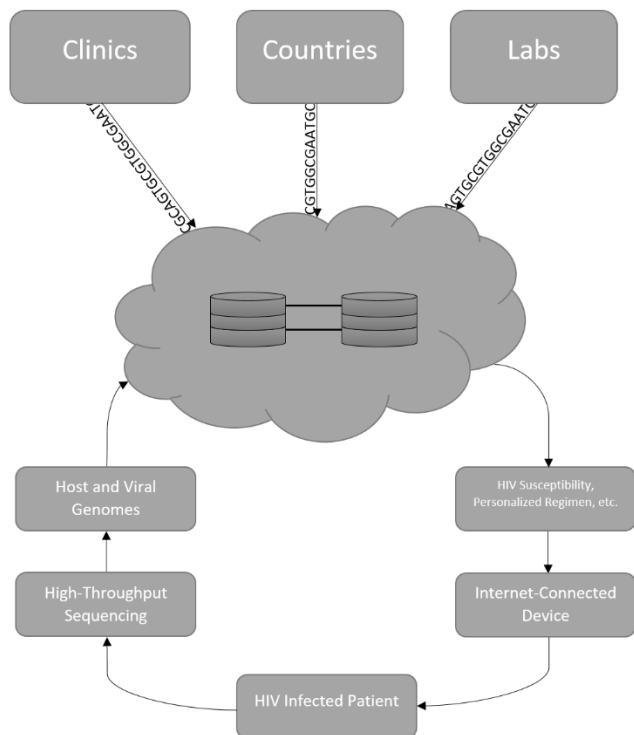 Clinics
Countries
Labs
CGCAGTGCGTGGCGAAT
CGTGGCGAATGC
AGTGCGTGGCGAAT
Host and Viral
Genomes
HIV Susceptibility,
Personalized Regimen, etc.
High-Throughput
Sequencing
Internet-Connected
Device
HIV Infected Patient